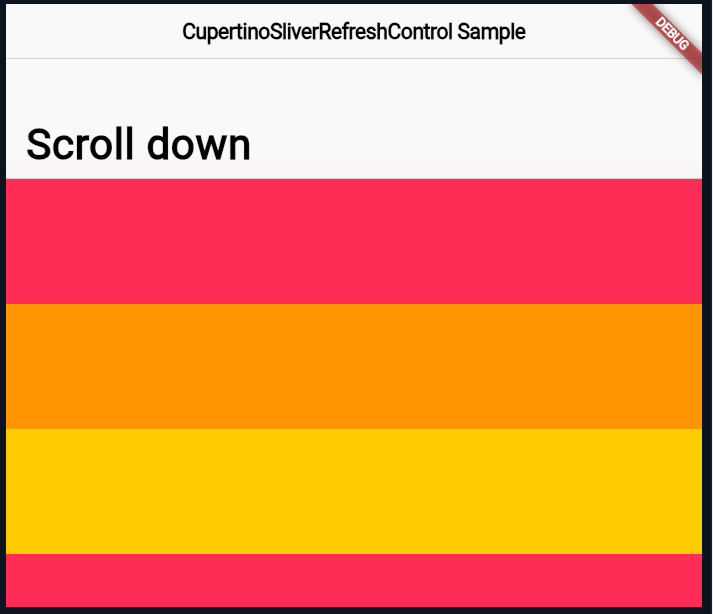 CupertinoSliverRefreshControl Sample
DEBUG
Scroll down